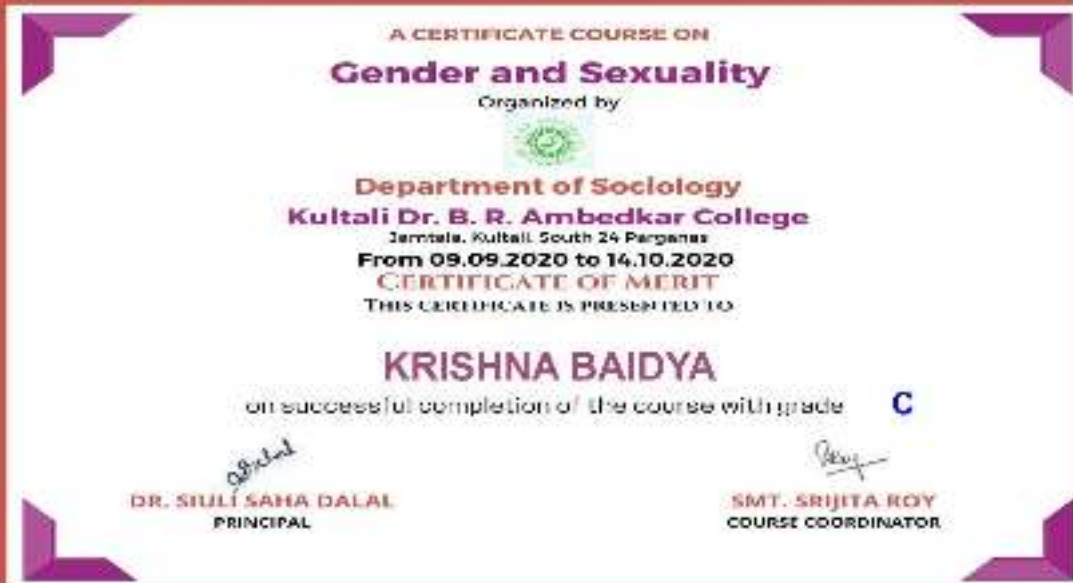 A CERTIFICATE COURSE ON
Gender and Sexuality
Organized by
Department of Sociology
Kultali Dr. B. R. Ambedkar College
Jamtala, Kultali, South 24 Parganas
From 09.09.2020 to 14.10.2020
CERTIFICATE OF MERIT
THIS CERTIFICATE IS PRESENTED TO
KRISHNA BAIDYA
on successful completion of the course with grade C
DR. SIULI SAHA DALAL
PRINCIPAL
SMT. SRIJITA ROY
COURSE COORDINATOR